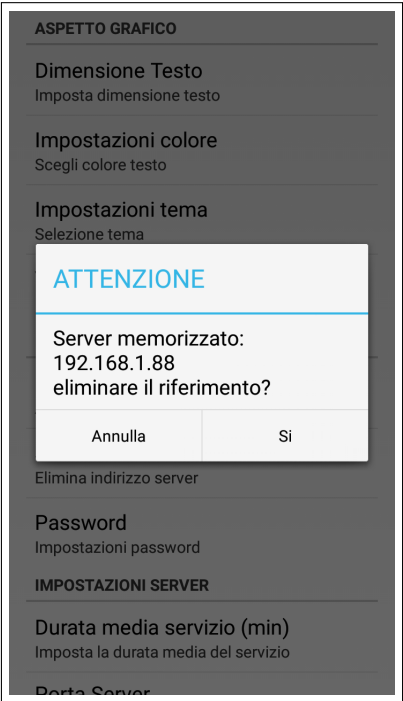 ASPETTO GRAFICO
Dimensione Testo
Imposta dimensione testo
Impostazioni colore
Scegli colore testo
Impostazioni tema
Selezione tema
ATTENZIONE
Server memorizzato:
192.168.1.88
eliminare il riferimento?
Annulla
Si
Elimina indirizzo server
Password
Impostazioni password
IMPOSTAZIONI SERVER
Durata media servizio (min)
Imposta la durata media del servizio
Porta Server